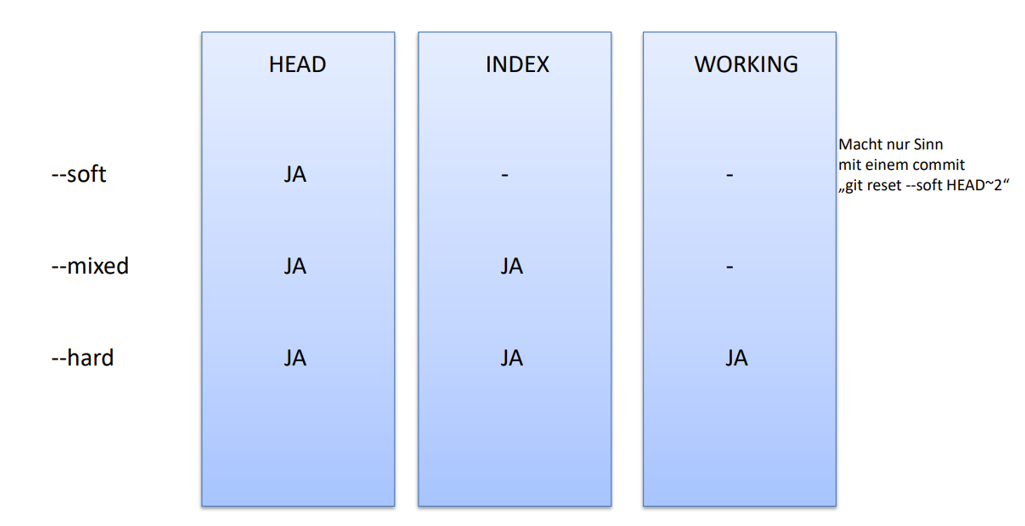 HEAD INDEX WORKING
Macht nur Sinn
mit einem commit
„git reset --soft HEAD~2“
--soft JA - -
--mixed JA JA -
--hard JA JA JA